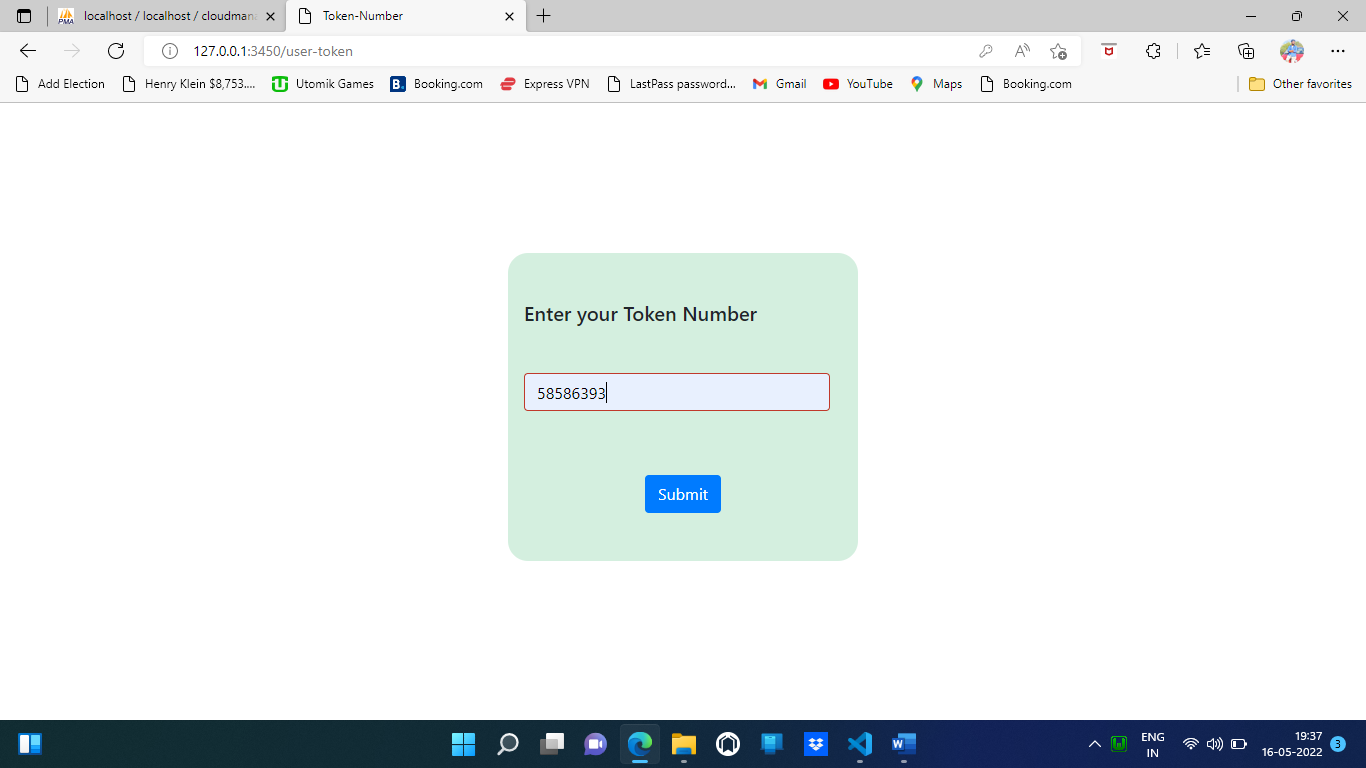 localhost / localhost / cloudmana
Token-Number
127.0.0.1:3450/user-token
Add Election
Henry Klein $8,753....
Utomik Games
Booking.com
Express VPN
LastPass password...
Gmail
YouTube
Maps
Booking.com
Other favorites
Enter your Token Number
58586393
Submit
ENG
IN
19:37
16-05-2022
3